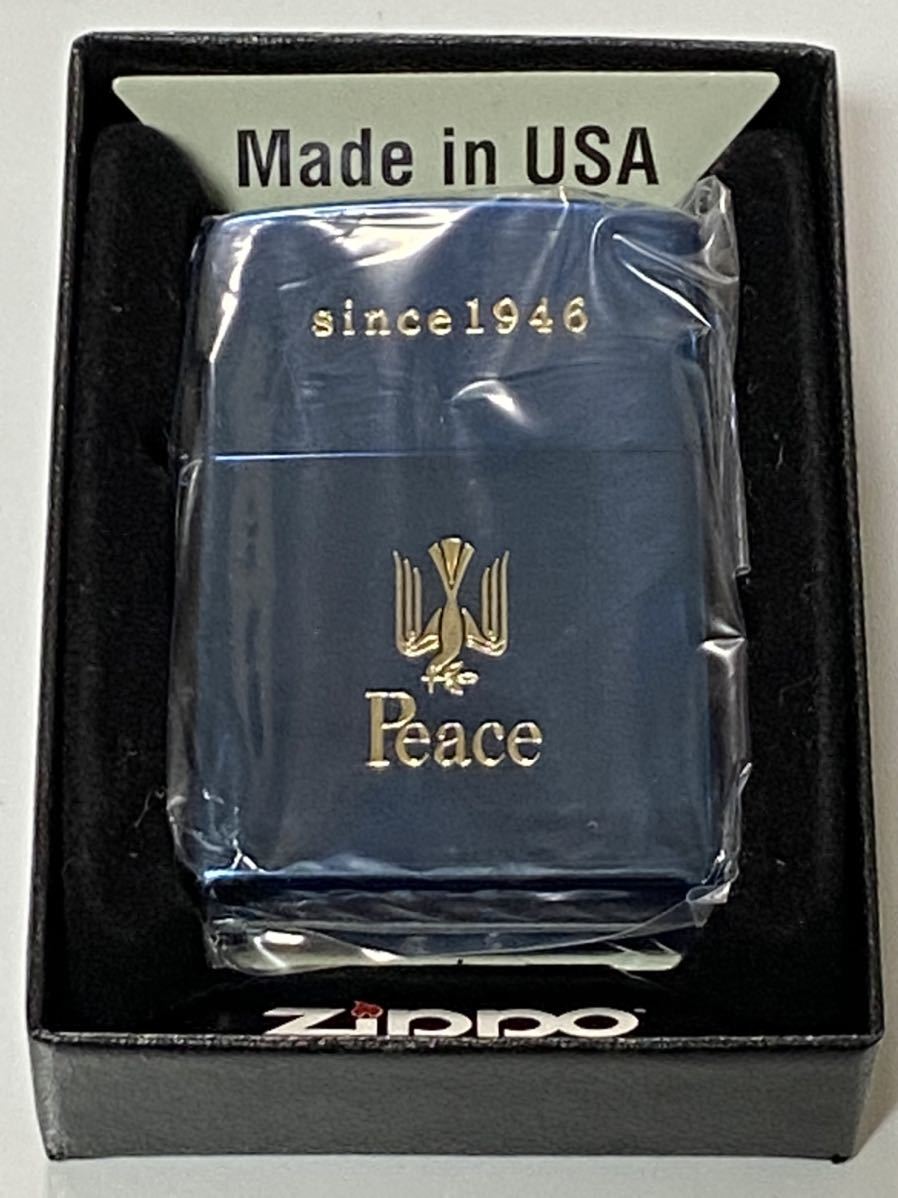 Made in USA
since1946
Peace
Zippo